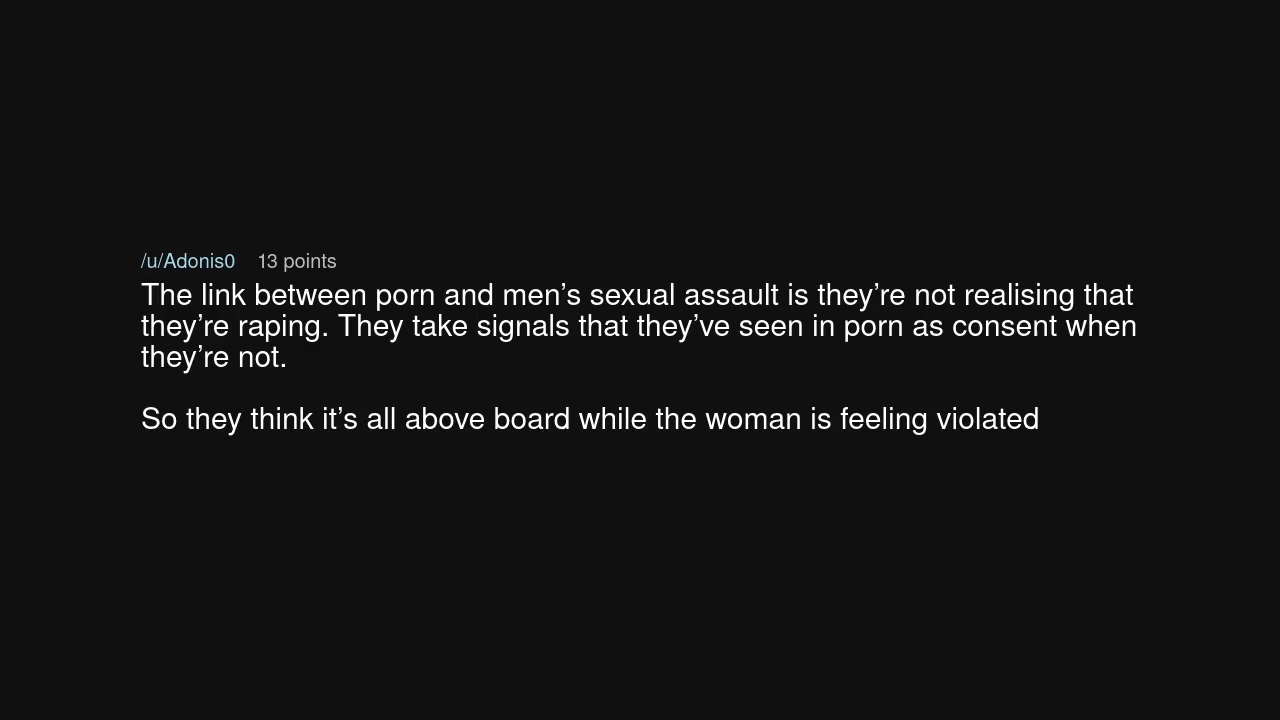 /u/Adonis0 13 points
The link between porn and men’s sexual assault is they’re not realising that
they’re raping. They take signals that they’ve seen in porn as consent when
they’re not.
So they think it’s all above board while the woman is feeling violated